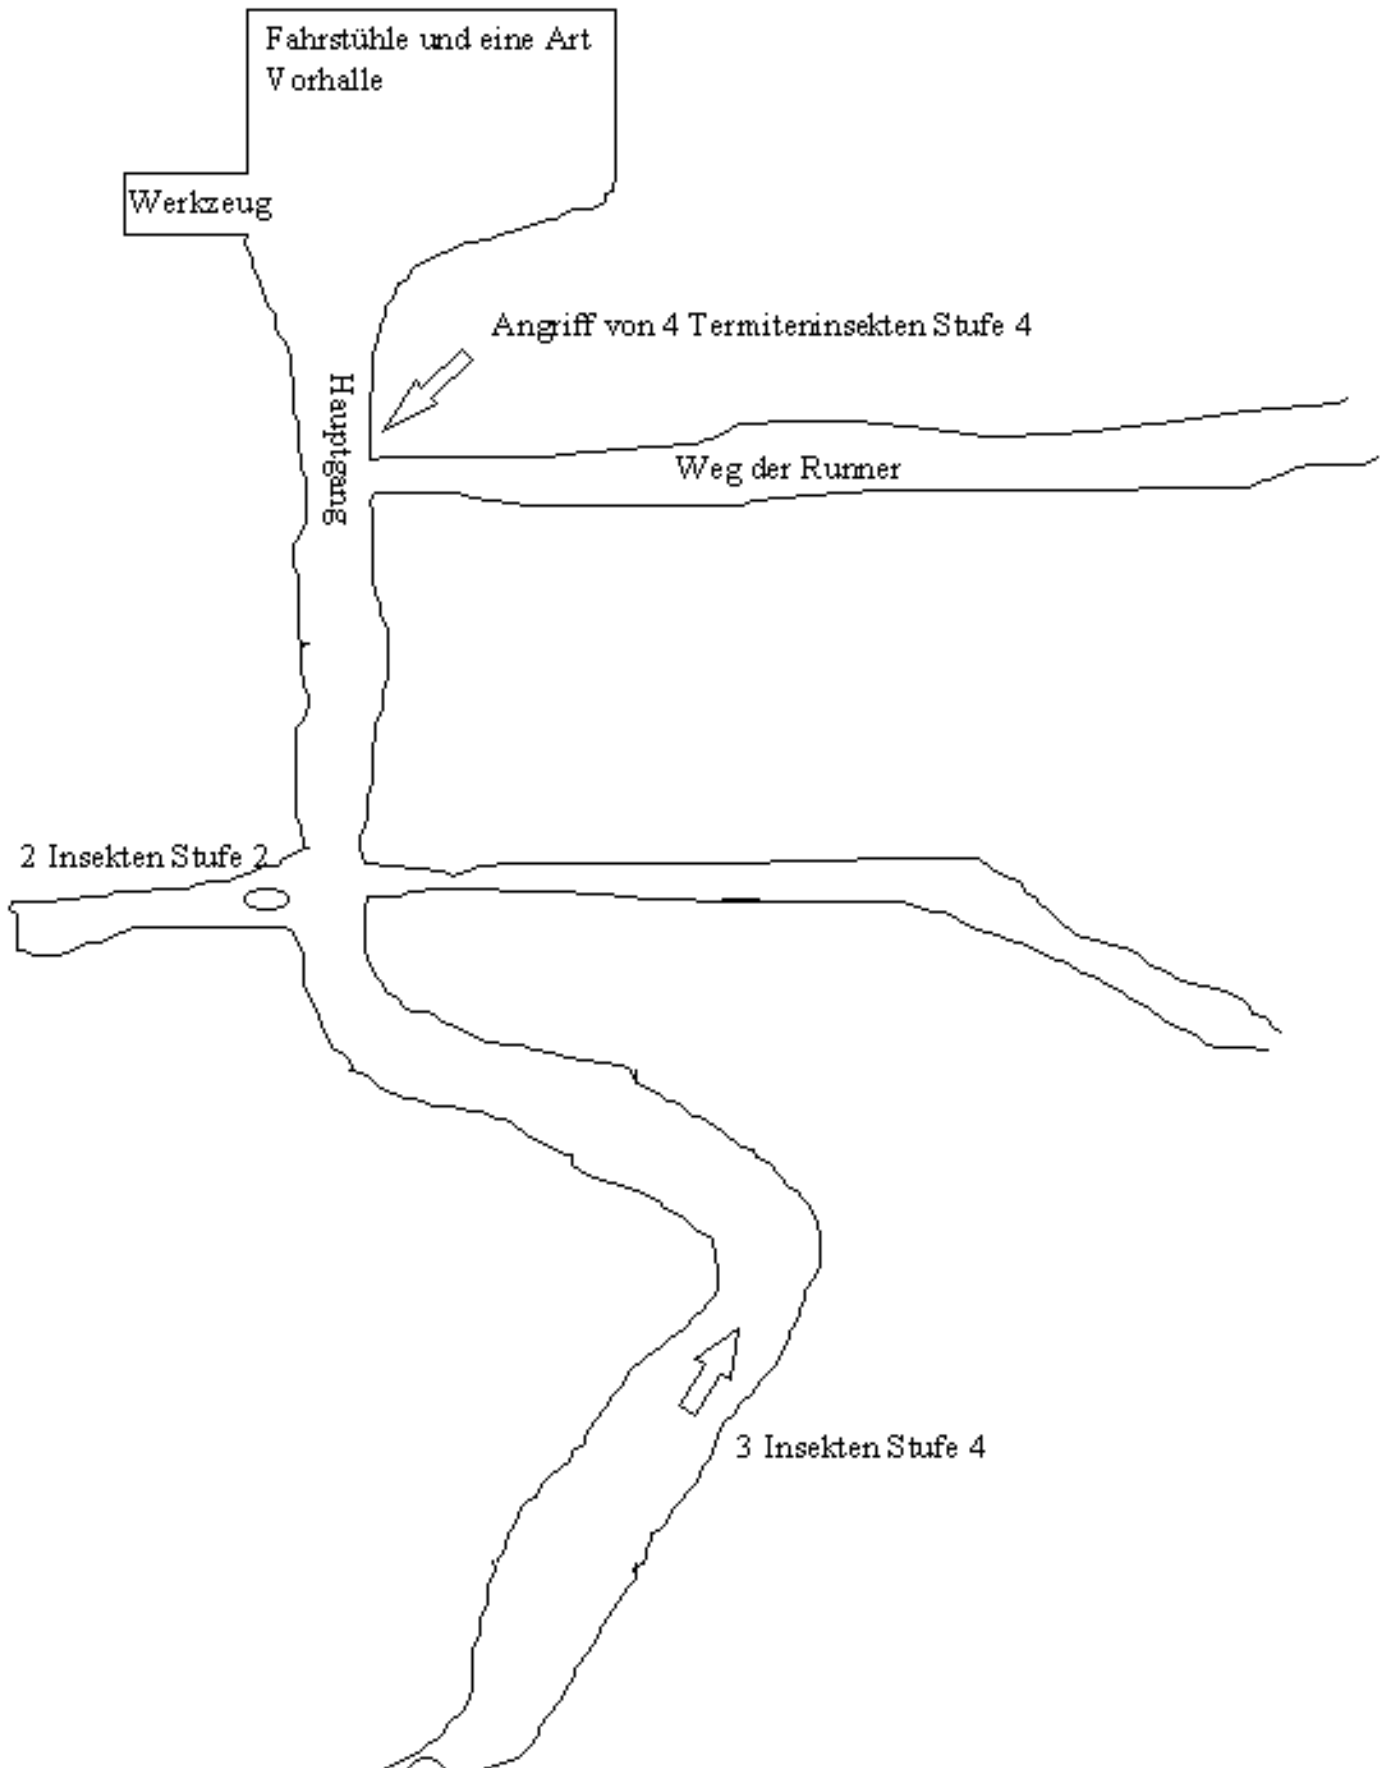 Fahrstühle und eine Art
Vorhalle
Werkzeug
Angriff von 4 Termiteninsekten Stufe 4
Hauptgang
Weg der Runner
2 Insekten Stufe 2
3 Insekten Stufe 4